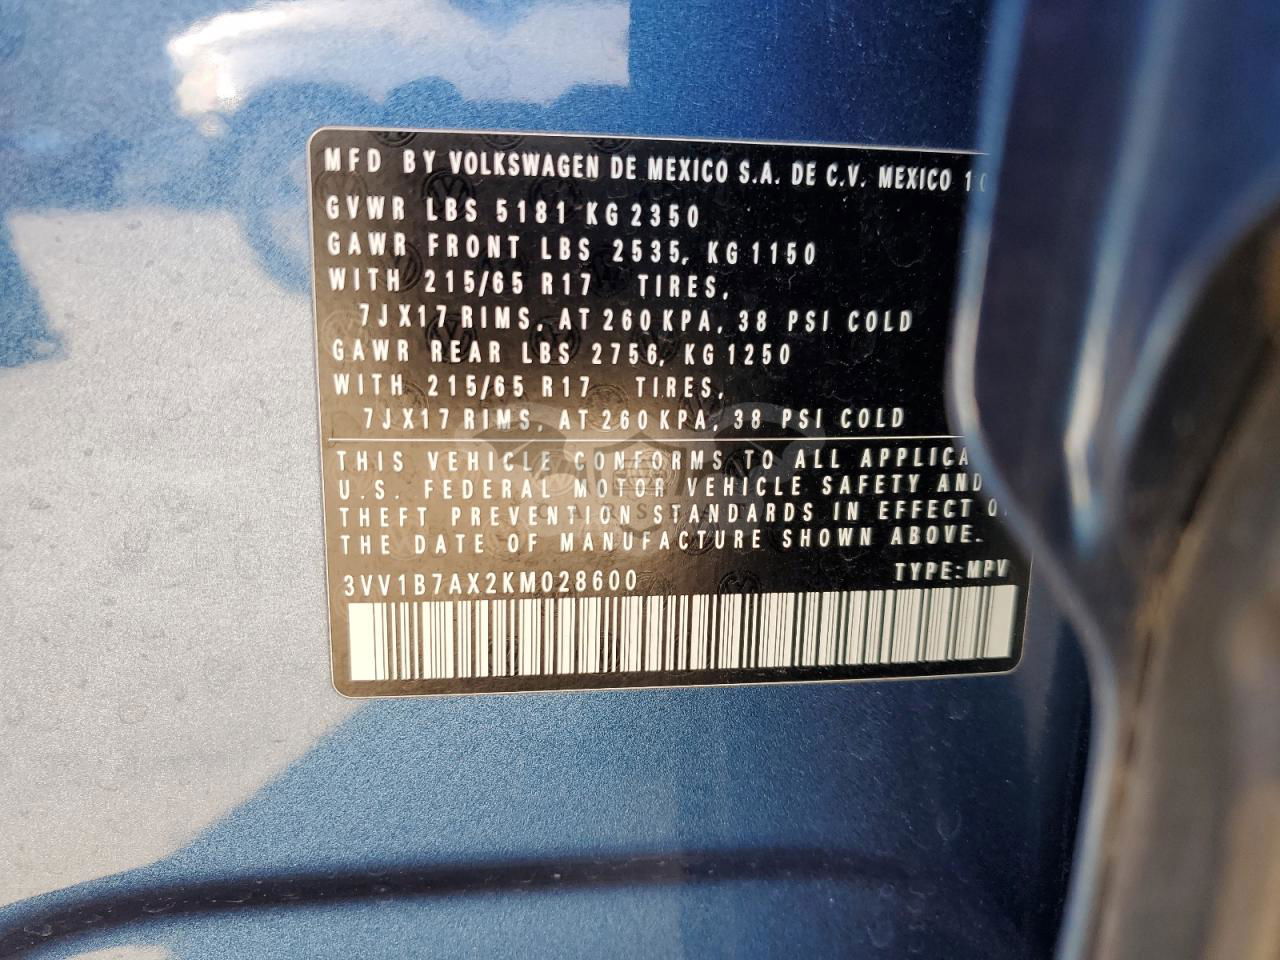 MFD BY VOLKSWAGEN DE MEXICO S.A. DE C.V. MEXICO 1
GVWR LBS 5181 KG 2350
GAWR FRONT LBS 2535, KG 1150
WITH 215/65 R17 TIRES,
7JX17 RIMS, AT 260 KPA, 38 PSI COLD
GAWR REAR LBS 2756, KG 1250
WITH 215/65 R17 TIRES,
7JX17 RIMS, AT 260 KPA, 38 PSI COLD
THIS VEHICLE CONFORMS TO ALL APPLICA
U.S. FEDERAL MOTOR VEHICLE SAFETY AND
THEFT PREVENTION STANDARDS IN EFFECT O
THE DATE OF MANUFACTURE SHOWN ABOVE.
3VV1B7AX2KM028600 TYPE: MPV